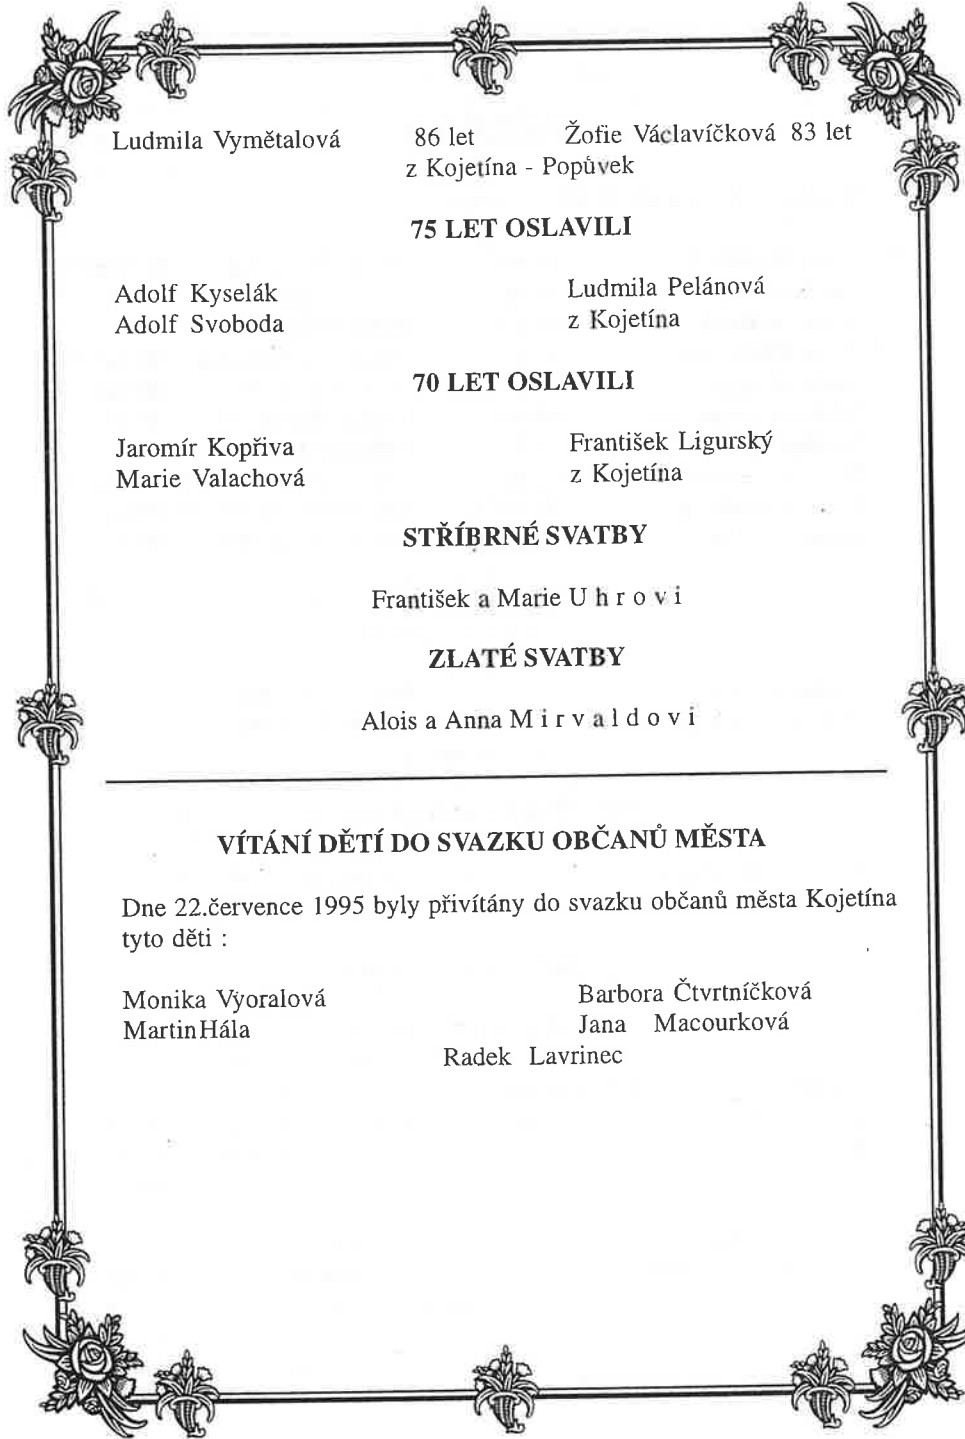 Ludmila Vymětalová 86 let Žofie Václavíčková 83 let
z Kojetína - Popůvek
75 LET OSLAVILI
Adolf Kyselák Ludmila Pelánová
Adolf Svoboda z Kojetína
70 LET OSLAVILI
Jaromír Kopřiva František Ligurský
Marie Valachová z Kojetína
STŘÍBRNÉ SVATBY
František a Marie U h r o v i
ZLATÉ SVATBY
Alois a Anna M i r v a l d o v i
VÍTÁNÍ DĚTÍ DO SVAZKU OBČANŮ MĚSTA
Dne 22.července 1995 byly přivítány do svazku občanů města Kojetína
tyto děti :
Monika Vyoralová Barbora Čtvrtníčková
MartinHála Jana Macourková
Radek Lavrinec